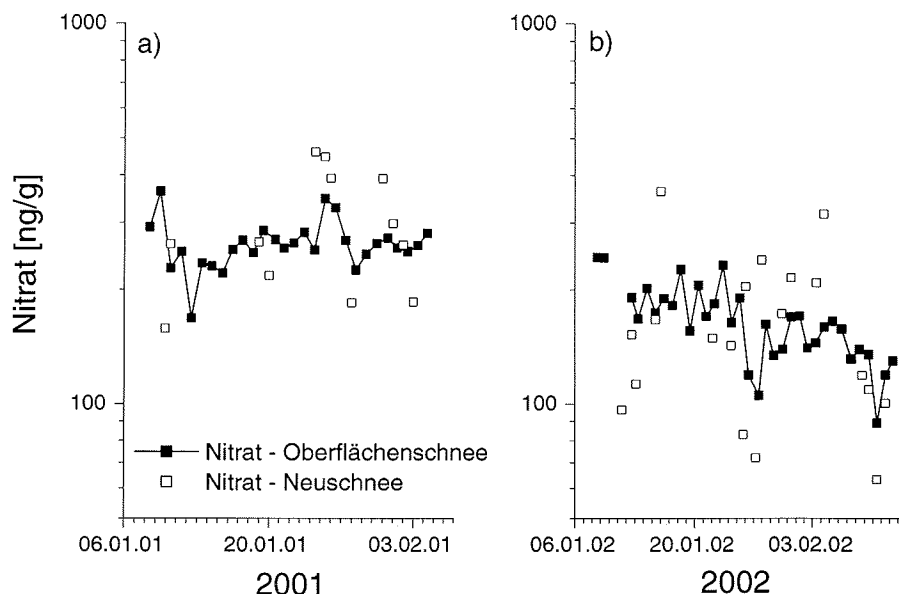 1000
a)
Nitrat [ng/g]
100
Nitrat - Oberflächenschnee
Nitrat - Neuschnee
06.01.01 20.01.01 03.02.01
2001
1000
b)
100
06.01.02 20.01.02 03.02.02
2002